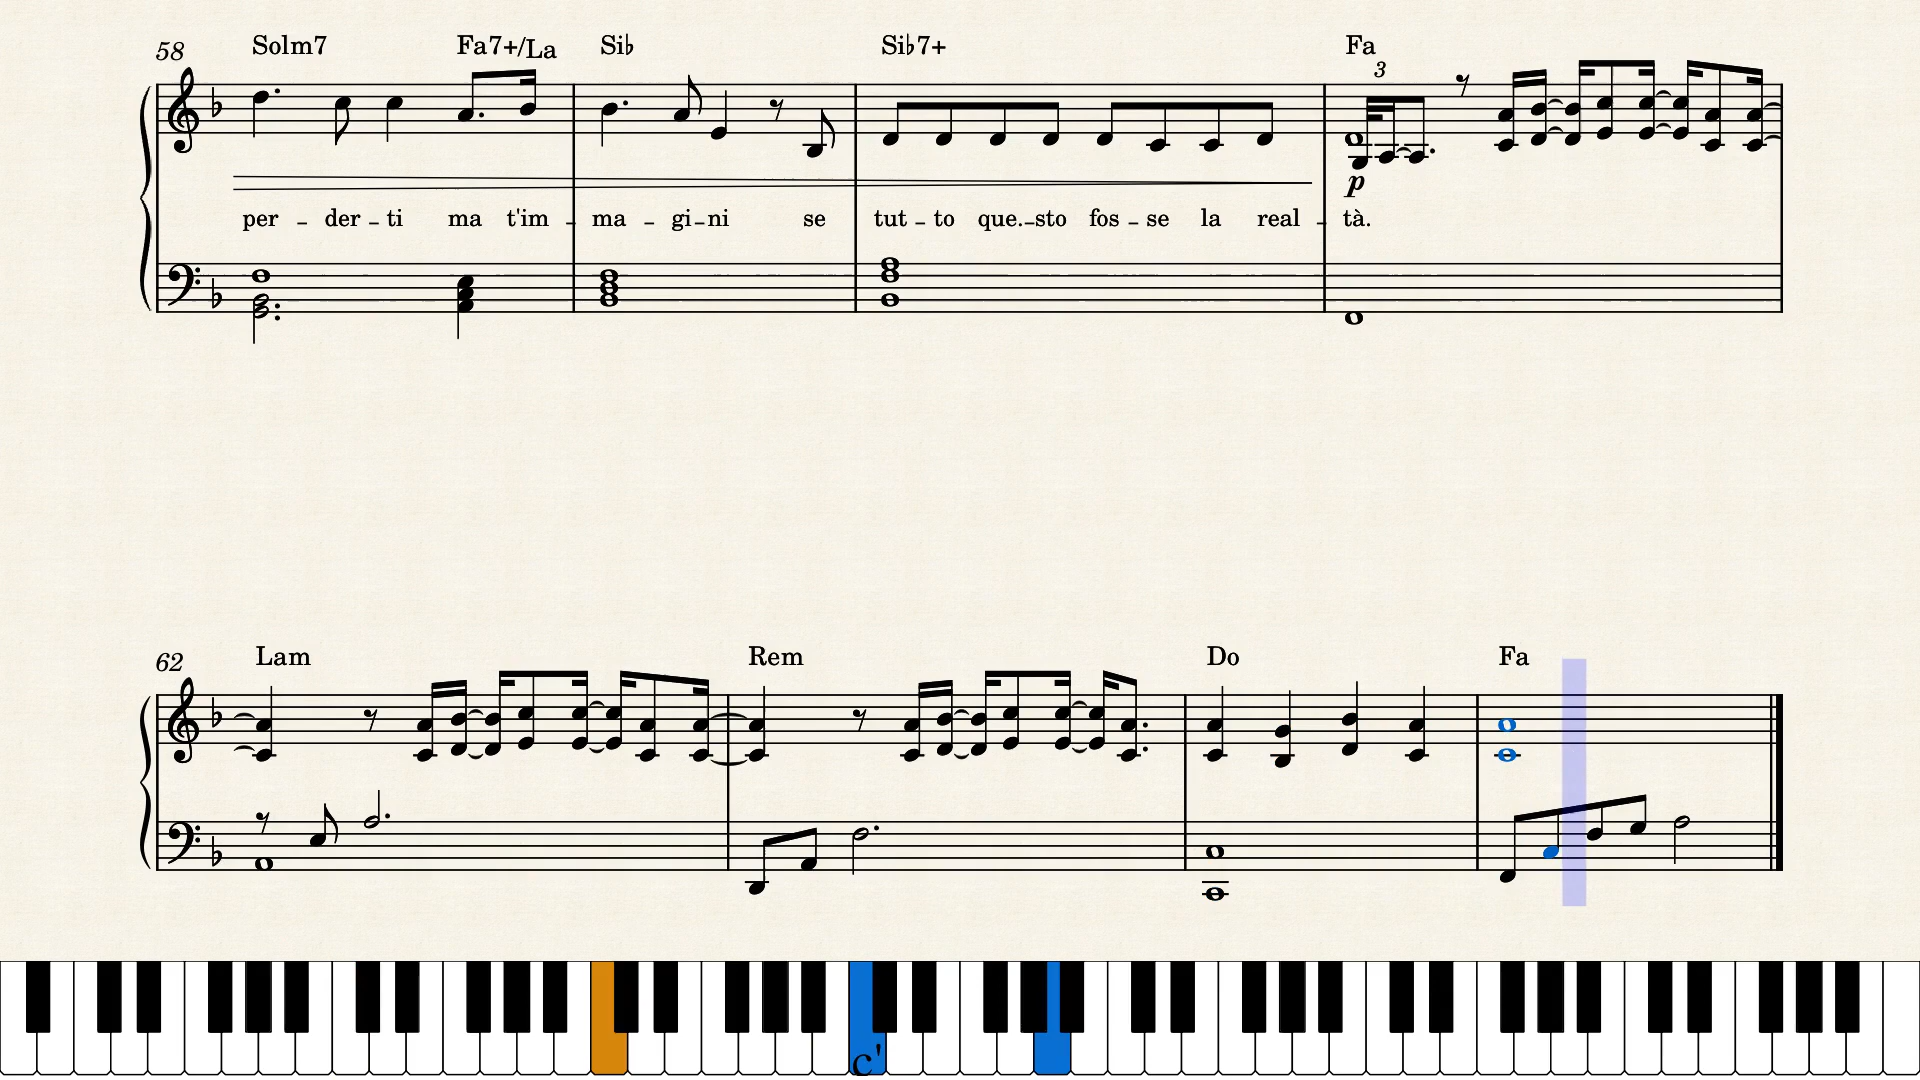 58 Solm7 Fa7+/La Sib Sib7+ Fa
3
p
per - der - ti ma t'im - ma - gi - ni se tut - to que. - sto fos - se la real - tà.
62 Lam Rem Do Fa
c'